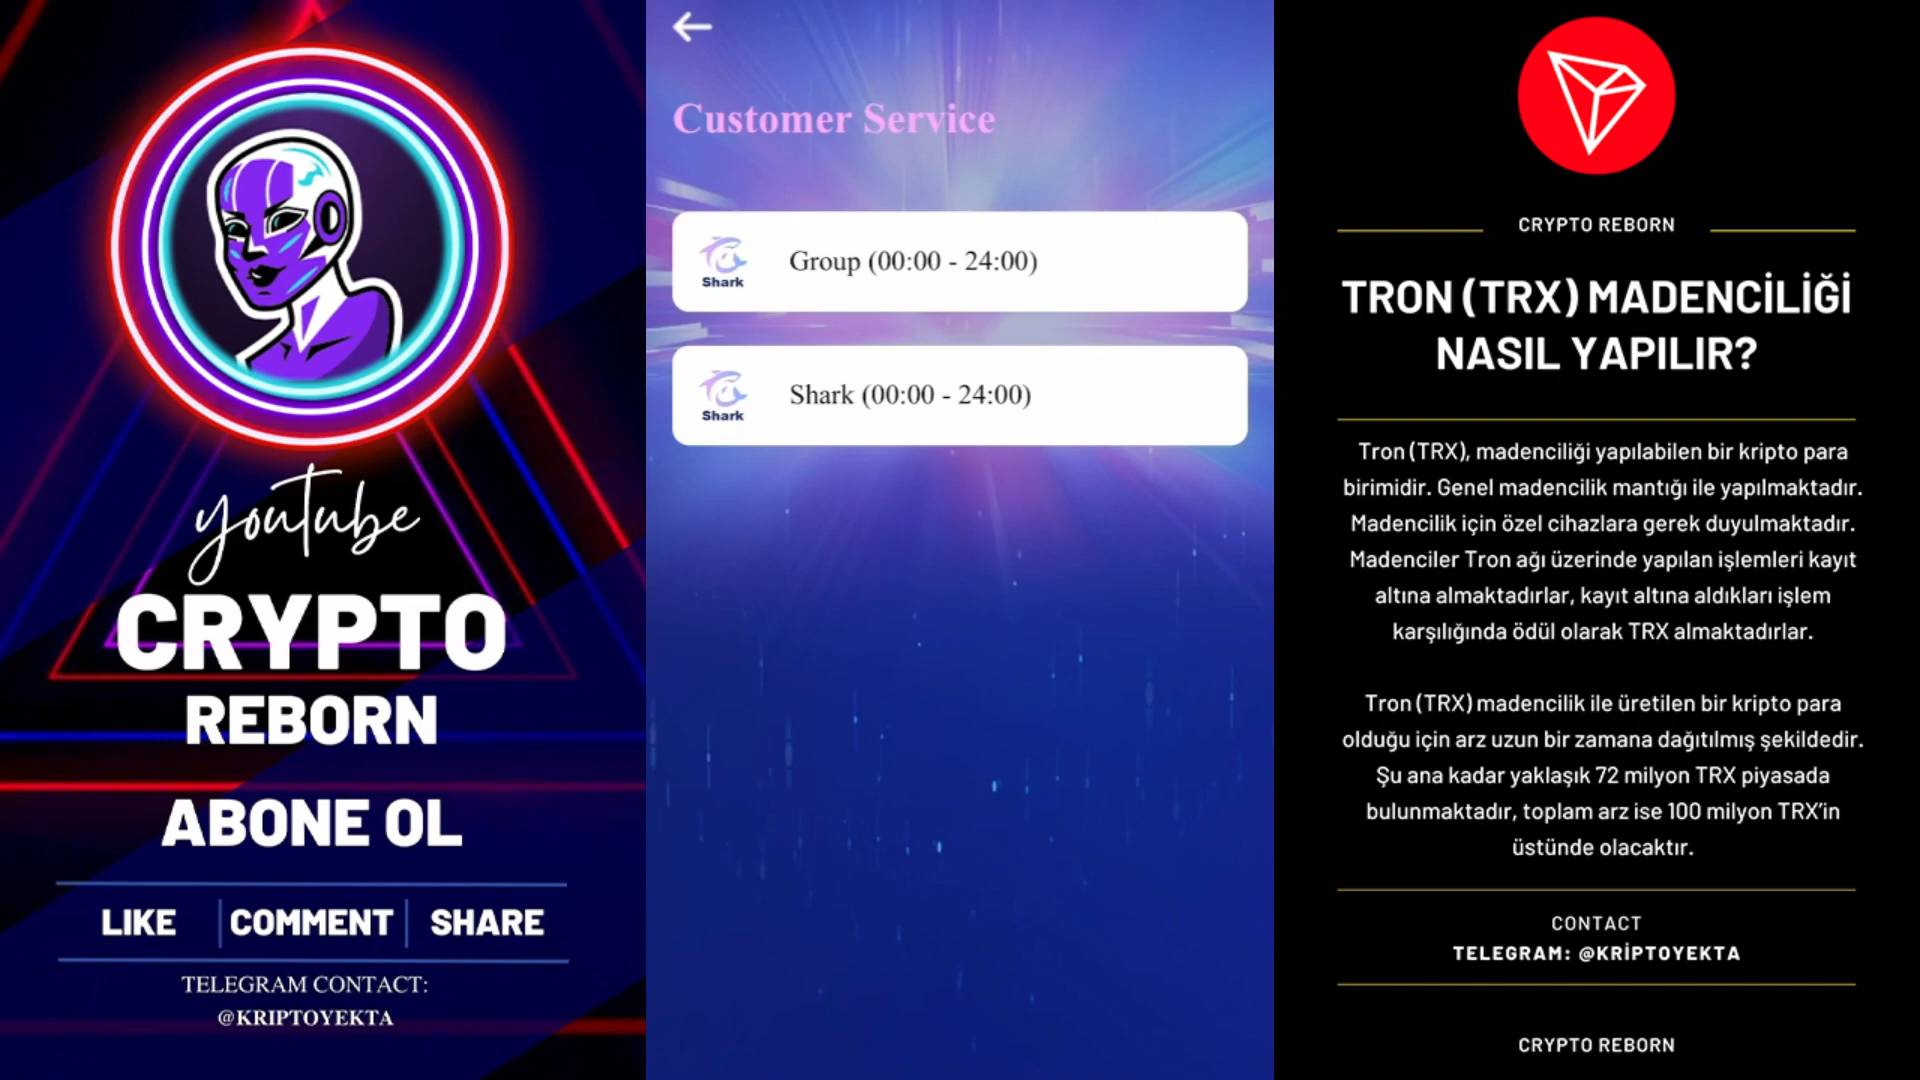 youtube
CRYPTO
REBORN
ABONE OL
LIKE
COMMENT
SHARE
TELEGRAM CONTACT:
@KRIPTOYEKTA
Customer Service
Shark
Group (00:00 - 24:00)
Shark
Shark (00:00 - 24:00)
CRYPTO REBORN
TRON (TRX) MADENCİLİĞİ
NASIL YAPILIR?
Tron (TRX), madenciliği yapılabilen bir kripto para
birimidir. Genel madencilik mantığı ile yapılmaktadır.
Madencilik için özel cihazlara gerek duyulmaktadır.
Madenciler Tron ağı üzerinde yapılan işlemleri kayıt
altına almaktadırlar, kayıt altına aldıkları işlem
karşılığında ödül olarak TRX almaktadırlar.
Tron (TRX) madencilik ile üretilen bir kripto para
olduğu için arz uzun bir zamana dağıtılmış şekildedir.
Şu ana kadar yaklaşık 72 milyon TRX piyasada
bulunmaktadır, toplam arz ise 100 milyon TRX’in
üstünde olacaktır.
CONTACT
TELEGRAM: @KRİPTOYEKTA
CRYPTO REBORN